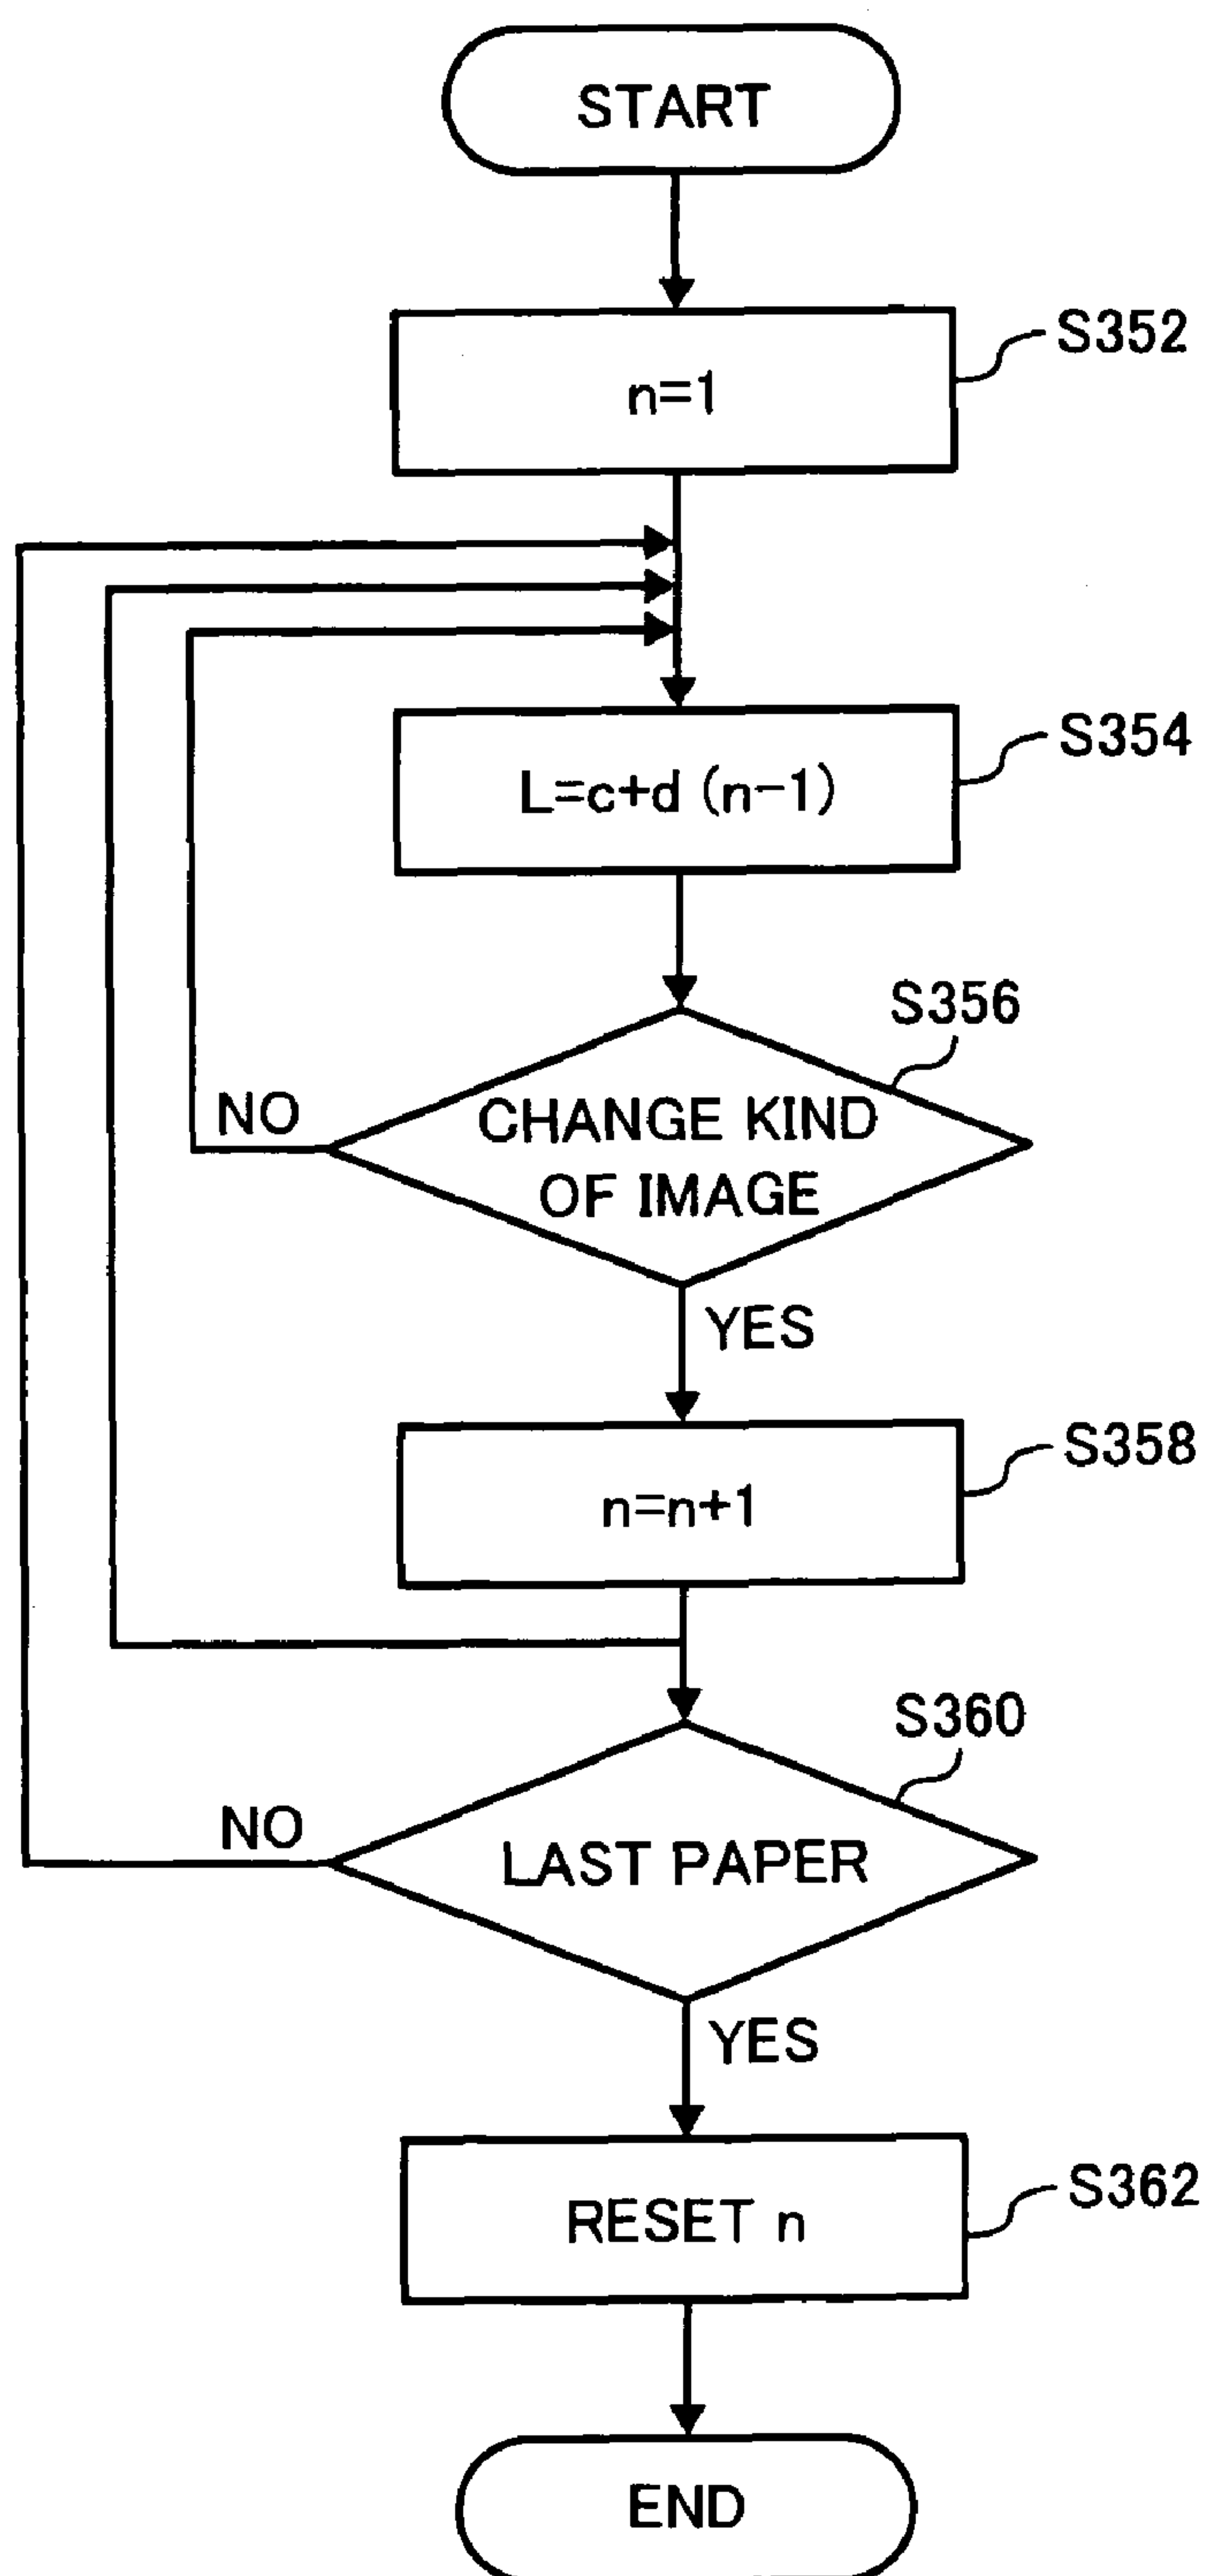 START
S352
n=1
S354
L=c+d (n-1)
S356
NO
CHANGE KIND
OF IMAGE
YES
S358
n=n+1
S360
NO
LAST PAPER
YES
S362
RESET n
END